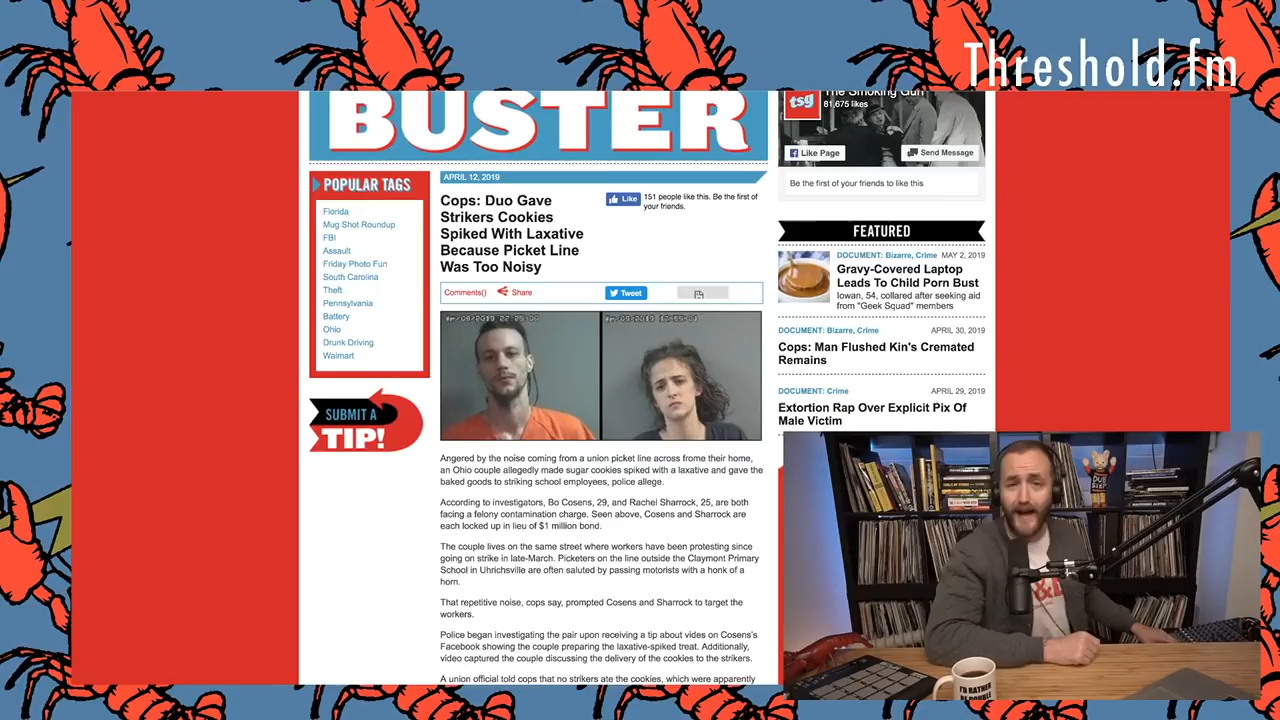 Threshold.fm
BUSTER
tsg
The Smoking Gun
81,675 likes
Like Page
Send Message
Be the first of your friends to like this
POPULAR TAGS
Florida
Mug Shot Roundup
FBI
Assault
Friday Photo Fun
South Carolina
Theft
Pennsylvania
Battery
Ohio
Drunk Driving
Walmart
SUBMIT A
TIP!
APRIL 12, 2019
Cops: Duo Gave
Strikers Cookies
Spiked With Laxative
Because Picket Line
Was Too Noisy
Like
151 people like this. Be the first of
your friends.
Comments()
Share
Tweet
Angered by the noise coming from a union picket line across frome their home,
an Ohio couple allegedly made sugar cookies spiked with a laxative and gave the
baked goods to striking school employees, police allege.
According to investigators, Bo Cosens, 29, and Rachel Sharrock, 25, are both
facing a felony contamination charge. Seen above, Cosens and Sharrock are
each locked up in lieu of $1 million bond.
The couple lives on the same street where workers have been protesting since
going on strike in late-March. Picketers on the line outside the Claymont Primary
School in Uhrichsville are often saluted by passing motorists with a honk of a
horn.
That repetitive noise, cops say, prompted Cosens and Sharrock to target the
workers.
Police began investigating the pair upon receiving a tip about videos on Cosens's
Facebook showing the couple preparing the laxative-spiked treat. Additionally,
video captured the couple discussing the delivery of the cookies to the strikers.
A union official told cops that no strikers ate the cookies, which were apparently
FEATURED
DOCUMENT: Bizarre, Crime MAY 2, 2019
Gravy-Covered Laptop
Leads To Child Porn Bust
Iowan, 54, collared after seeking aid
from "Geek Squad" members
DOCUMENT: Bizarre, Crime APRIL 30, 2019
Cops: Man Flushed Kin's Cremated
Remains
DOCUMENT: Crime APRIL 29, 2019
Extortion Rap Over Explicit Pix Of
Male Victim
I'D RATHER